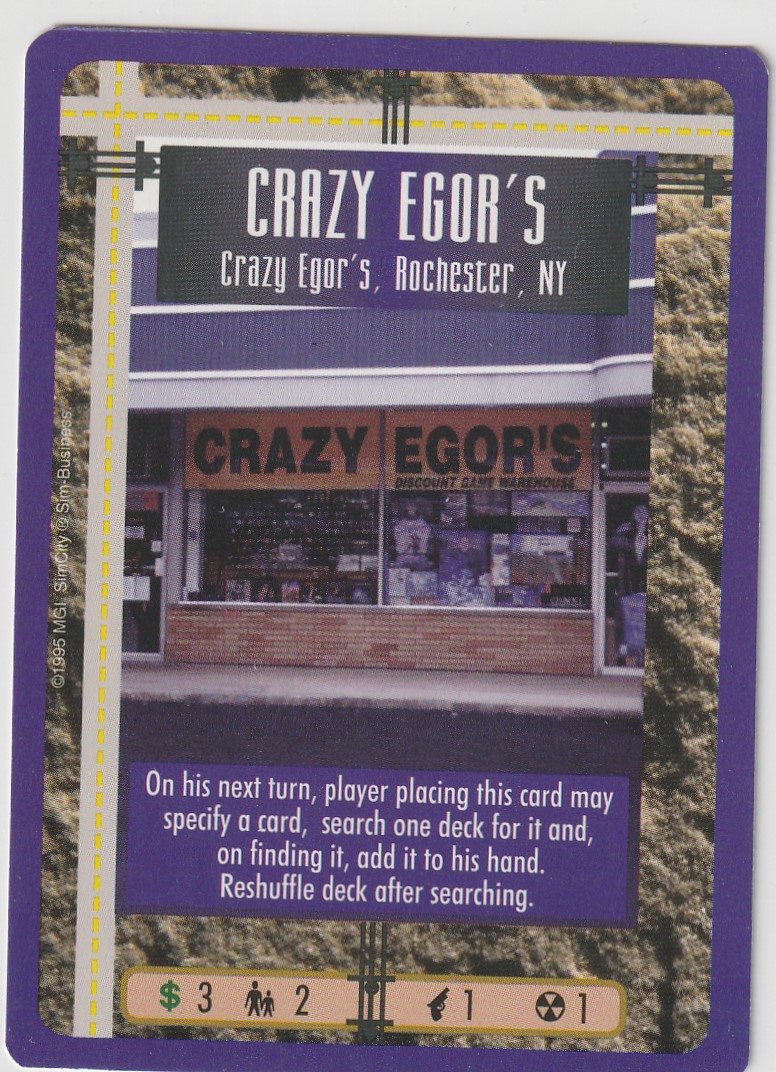 CRAZY EGOR'S
Crazy Egor's, Rochester, NY
CRAZY EGOR'S
DISCOUNT GAME WAREHOUSE
©1995 MGI SimCity ® Sim-Business
On his next turn, player placing this card may
specify a card, search one deck for it and,
on finding it, add it to his hand.
Reshuffle deck after searching.
$ 3 2 1 1